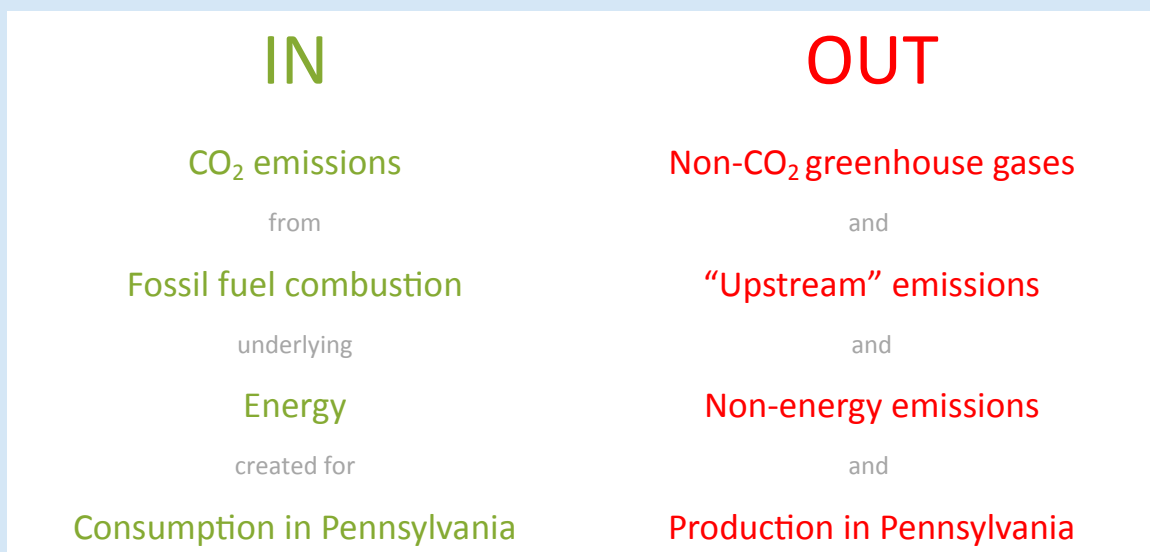 IN
CO₂ emissions
from
Fossil fuel combustion
underlying
Energy
created for
Consumption in Pennsylvania
OUT
Non-CO₂ greenhouse gases
and
“Upstream” emissions
and
Non-energy emissions
and
Production in Pennsylvania